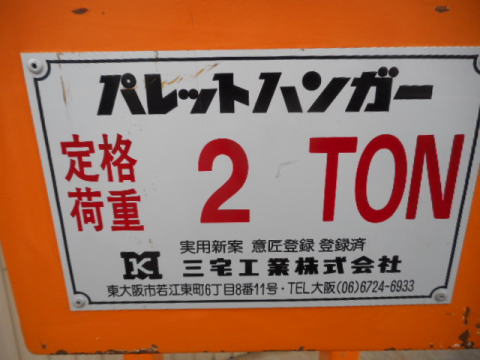 パレットハンガー
定格荷重 2 TON
実用新案 意匠登録 登録済
三宅工業株式会社
東大阪市若江東町6丁目8番11号・TEL大阪(06)6724-6933